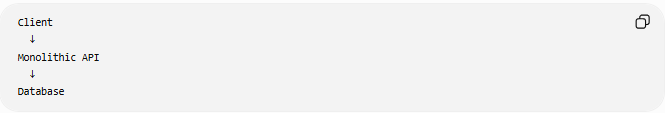 Client
↓
Monolithic API
↓
Database